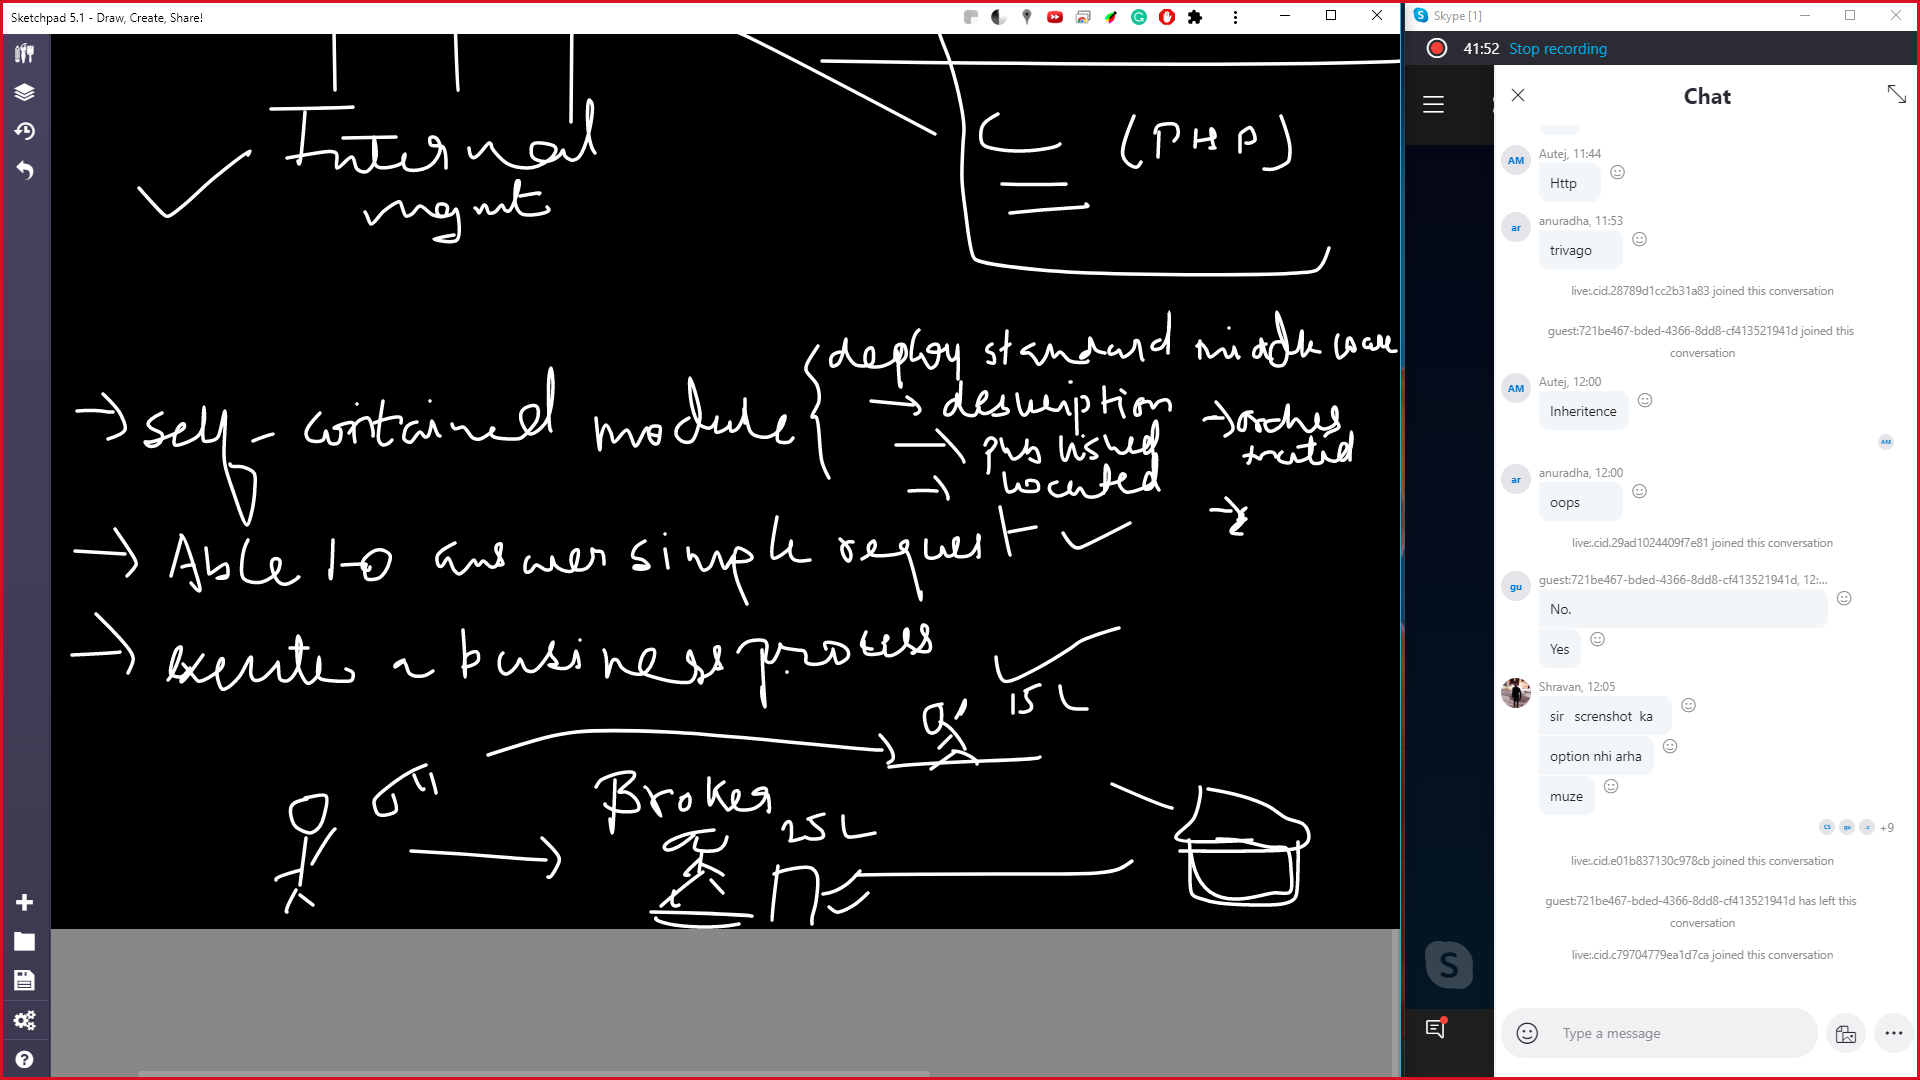 Sketchpad 5.1 - Draw, Create, Share!
Internal
mgmt
C (PHP)
→ self-contained module
{ deploy standard middleware
→ description
→ published
→ located
→ orches
trated
→
→ Able to answer simple request
→ execute a business process
15 L
Broker
25 L
Skype [1]
41:52 Stop recording
Chat
AM
Autej, 11:44
Http
ar
anuradha, 11:53
trivago
live:.cid.28789d1cc2b31a83 joined this conversation
guest:721be467-bded-4366-8dd8-cf413521941d joined this
conversation
AM
Autej, 12:00
Inheritence
AM
ar
anuradha, 12:00
oops
live:.cid.29ad1024409f7e81 joined this conversation
gu
guest:721be467-bded-4366-8dd8-cf413521941d, 12:...
No.
Yes
Shravan, 12:05
sir screnshot ka
option nhi arha
muze
CS gu .c +9
live:.cid.e01b837130c978cb joined this conversation
guest:721be467-bded-4366-8dd8-cf413521941d has left this
conversation
live:.cid.c79704779ea1d7ca joined this conversation
Type a message